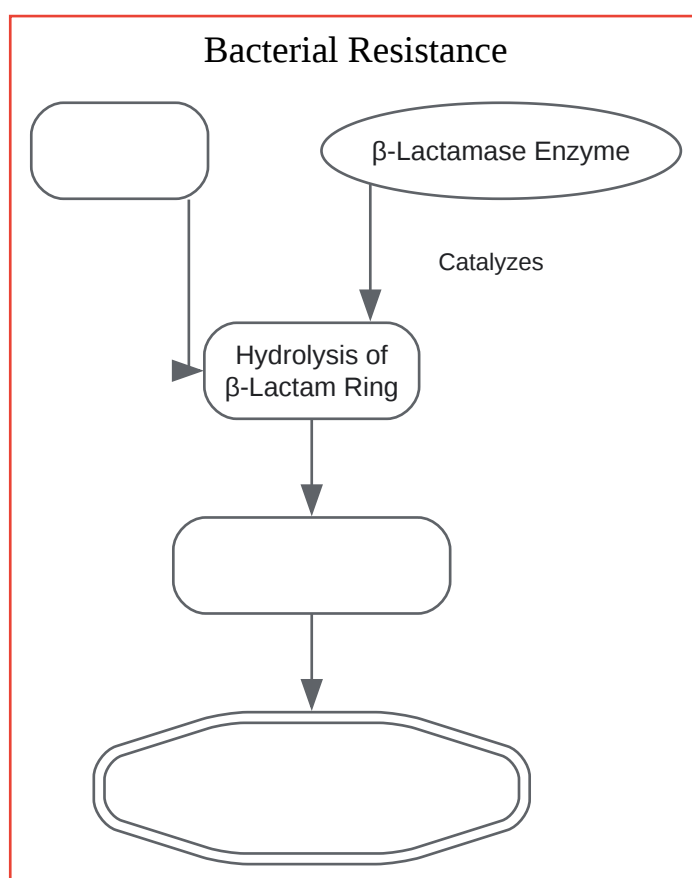 Bacterial Resistance
β-Lactamase Enzyme
Catalyzes
Hydrolysis of
β-Lactam Ring